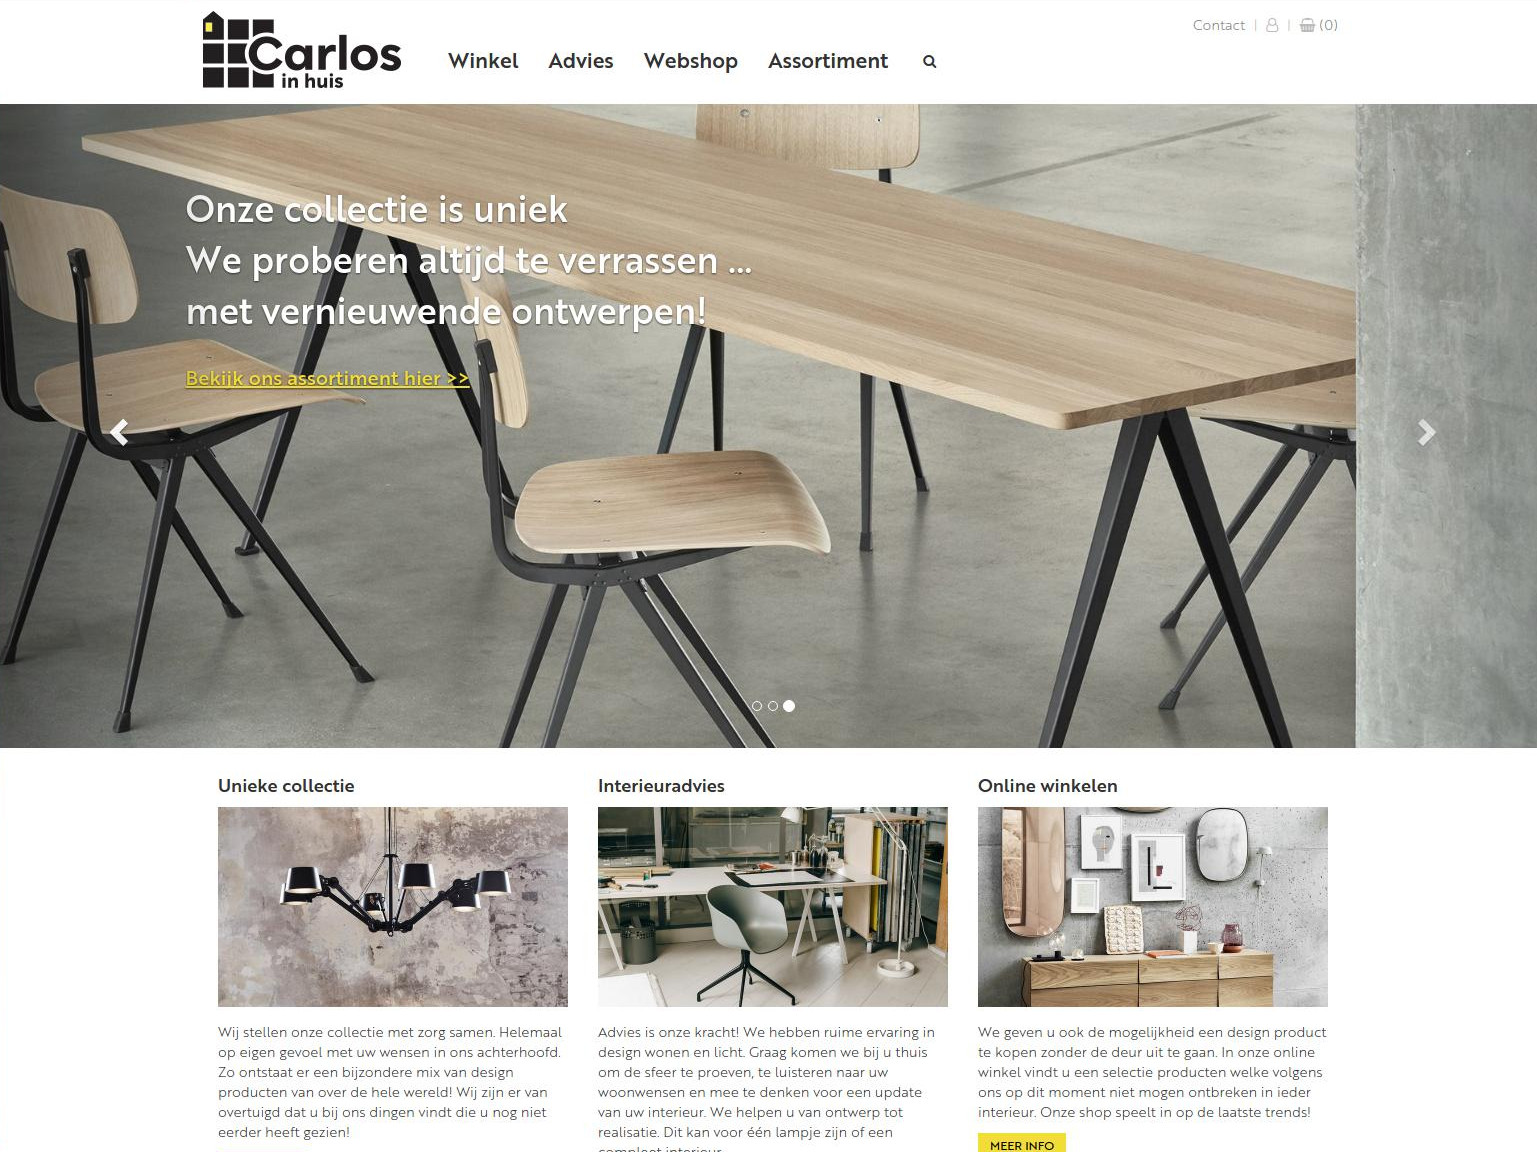 Carlos
in huis
Winkel
Advies
Webshop
Assortiment
Contact
(0)
Onze collectie is uniek
We proberen altijd te verrassen ...
met vernieuwende ontwerpen!
Bekijk ons assortiment hier >>
Unieke collectie
Wij stellen onze collectie met zorg samen. Helemaal
op eigen gevoel met uw wensen in ons achterhoofd.
Zo ontstaat er een bijzondere mix van design
producten van over de hele wereld! Wij zijn er van
overtuigd dat u bij ons dingen vindt die u nog niet
eerder heeft gezien!
Interieuradvies
Advies is onze kracht! We hebben ruime ervaring in
design wonen en licht. Graag komen we bij u thuis
om de sfeer te proeven, te luisteren naar uw
woonwensen en mee te denken voor een update
van uw interieur. We helpen u van ontwerp tot
realisatie. Dit kan voor één lampje zijn of een
compleet interieur.
Online winkelen
We geven u ook de mogelijkheid een design product
te kopen zonder de deur uit te gaan. In onze online
winkel vindt u een selectie producten welke volgens
ons op dit moment niet mogen ontbreken in ieder
interieur. Onze shop speelt in op de laatste trends!
MEER INFO